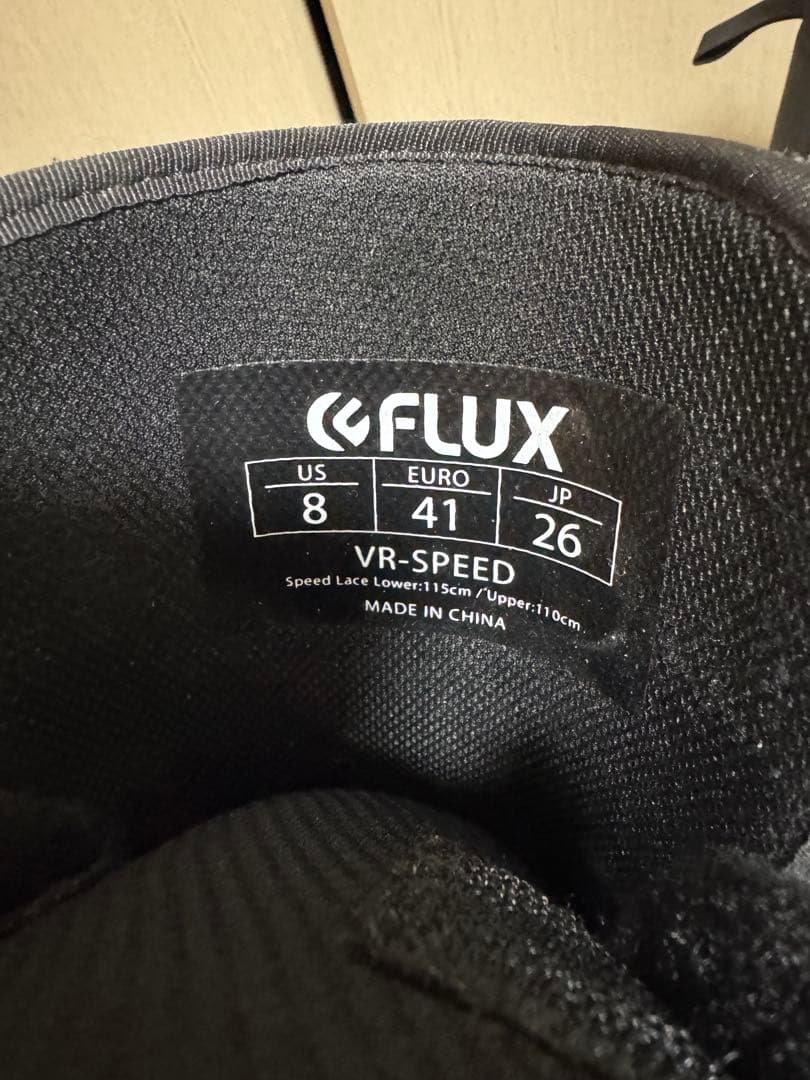 FLUX
US EURO JP
8 41 26
VR-SPEED
Speed Lace Lower:115cm / Upper:110cm
MADE IN CHINA